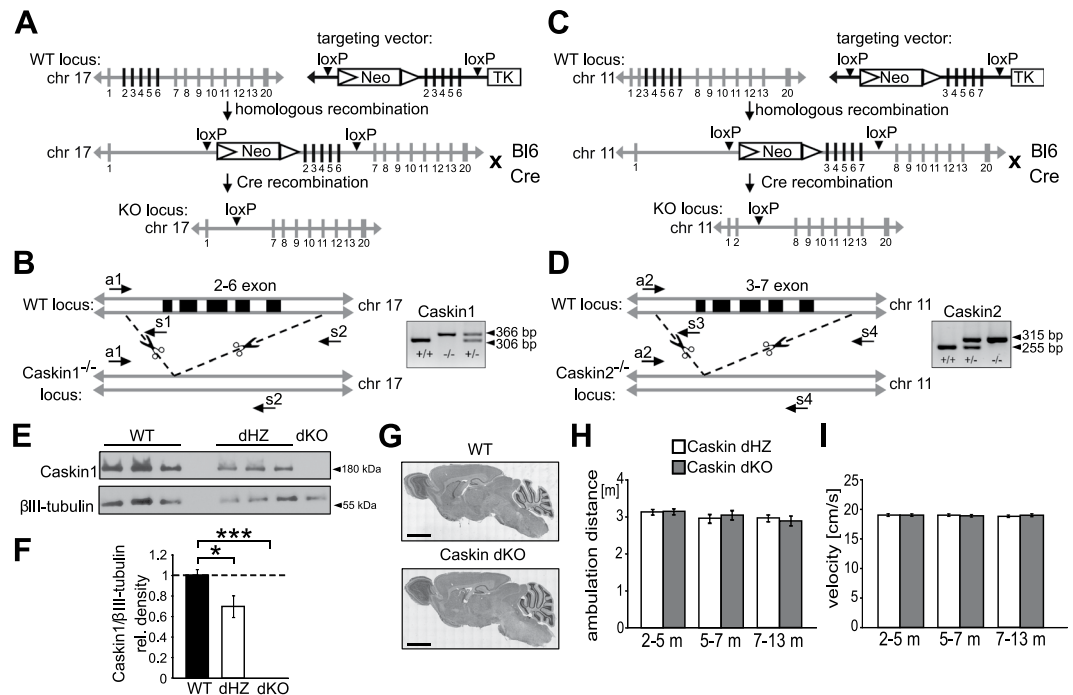 A
WT locus:
chr 17
1 2 3 4 5 6 7 8 9 10 11 12 13 20
targeting vector:
loxP
loxP
Neo
TK
2 3 4 5 6
homologous recombination
loxP
loxP
chr 17
Neo
1 2 3 4 5 6 7 8 9 10 11 12 13 20
x Bl6
Cre
Cre recombination
KO locus:
chr 17
loxP
1 7 8 9 10 11 12 13 20
C
WT locus:
chr 11
1 2 3 4 5 6 7 8 9 10 11 12 13 20
targeting vector:
loxP
loxP
Neo
TK
3 4 5 6 7
homologous recombination
loxP
loxP
chr 11
Neo
1 3 4 5 6 7 8 9 10 11 12 13 20
x Bl6
Cre
Cre recombination
KO locus:
chr 11
loxP
1 2 8 9 10 11 12 13 20
B
a1
2-6 exon
WT locus:
chr 17
s1
s2
a1
Caskin1-/-
locus:
chr 17
s2
Caskin1
366 bp
306 bp
+/+ -/- +/-
D
a2
3-7 exon
WT locus:
chr 11
s3
s4
a2
Caskin2-/-
locus:
chr 11
s4
Caskin2
315 bp
255 bp
+/+ +/- -/-
E
WT dHZ dKO
Caskin1
180 kDa
βIII-tubulin
55 kDa
F
***
*
Caskin1/βIII-tubulin
rel. density
1
0.8
0.6
0.4
0.2
0
WT dHZ dKO
G
WT
Caskin dKO
H
Caskin dHZ
Caskin dKO
ambulation distance
[m]
4
3
2
1
0
2-5 m 5-7 m 7-13 m
I
velocity [cm/s]
25
20
15
10
5
0
2-5 m 5-7 m 7-13 m